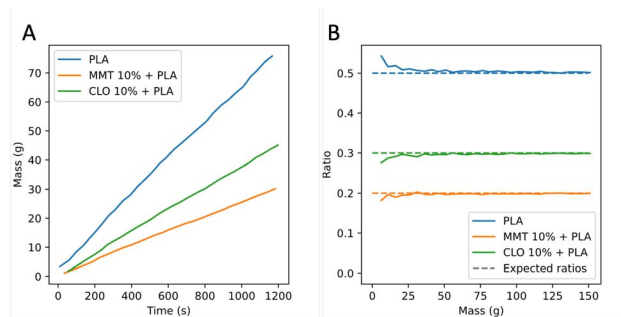 A
PLA
MMT 10% + PLA
CLO 10% + PLA
Mass (g)
70
60
50
40
30
20
10
0
0 200 400 600 800 1000 1200
Time (s)
B
Ratio
0.5
0.4
0.3
0.2
0.1
0.0
PLA
MMT 10% + PLA
CLO 10% + PLA
Expected ratios
0 25 50 75 100 125 150
Mass (g)